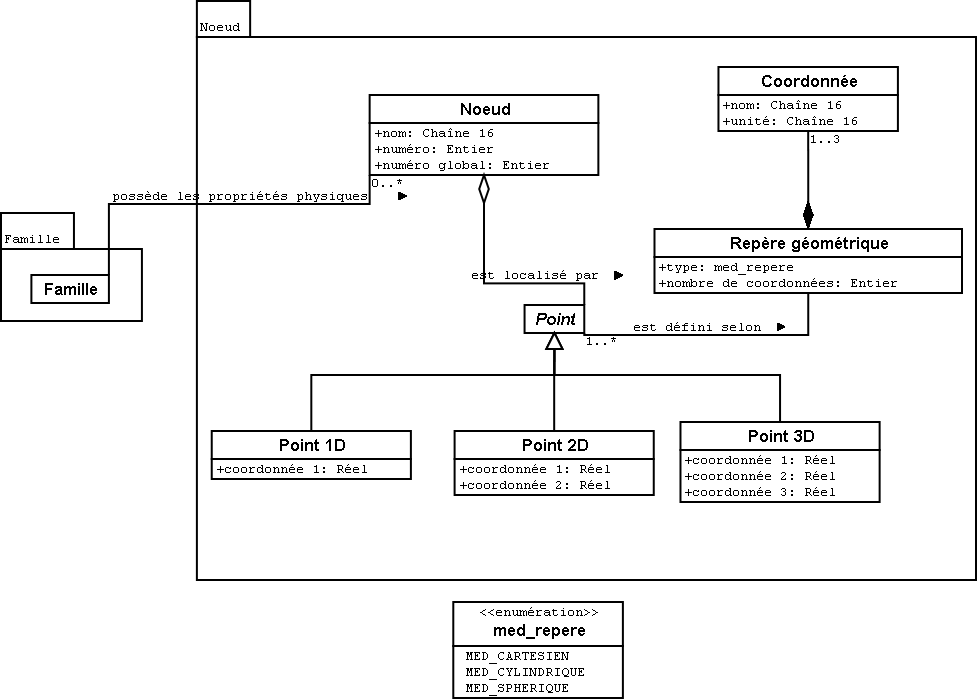 Noeud
Noeud
+nom: Chaîne 16
+numéro: Entier
+numéro global: Entier
Coordonnée
+nom: Chaîne 16
+unité: Chaîne 16
1..3
0..*
possède les propriétés physiques
Famille
Famille
Repère géométrique
+type: med_repere
+nombre de coordonnées: Entier
est localisé par
Point
est défini selon
1..*
Point 1D
+coordonnée 1: Réel
Point 2D
+coordonnée 1: Réel
+coordonnée 2: Réel
Point 3D
+coordonnée 1: Réel
+coordonnée 2: Réel
+coordonnée 3: Réel
<<enumération>>
med_repere
MED_CARTESIEN
MED_CYLINDRIQUE
MED_SPHERIQUE